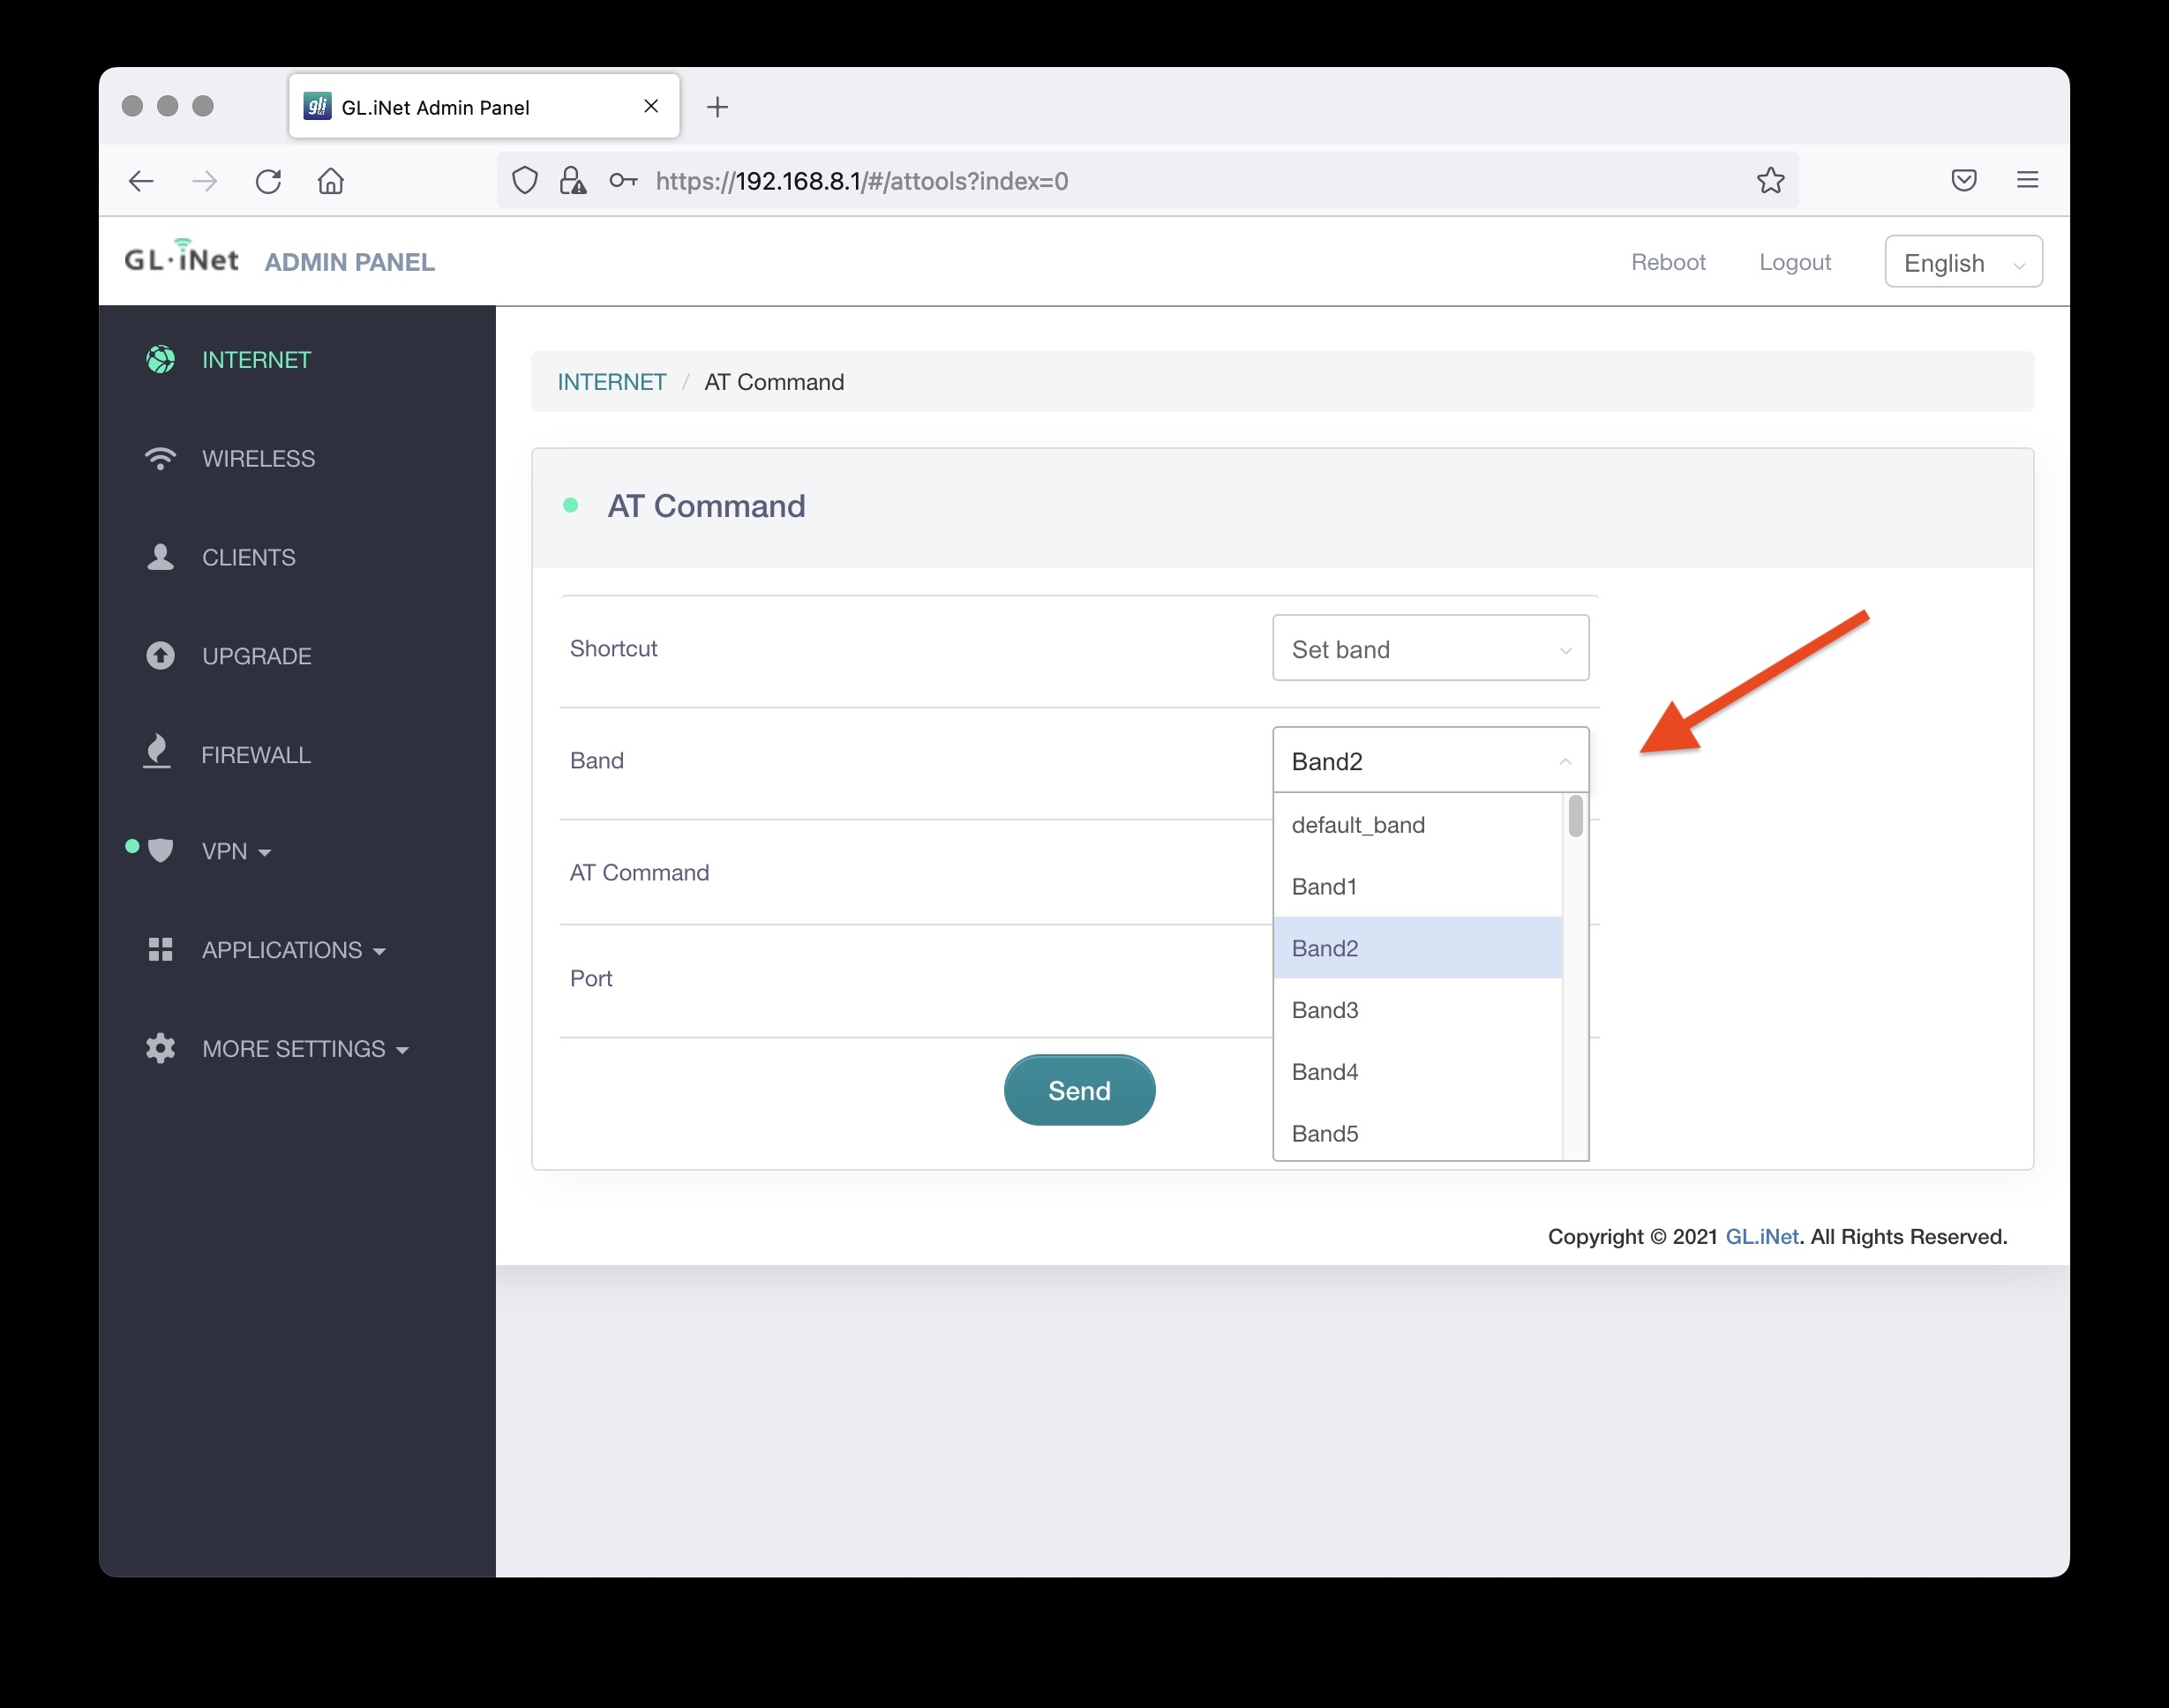 gli
GL.iNet Admin Panel
https://192.168.8.1/#/attools?index=0
GL·iNet ADMIN PANEL
Reboot Logout English
INTERNET
WIRELESS
CLIENTS
UPGRADE
FIREWALL
VPN
APPLICATIONS
MORE SETTINGS
INTERNET / AT Command
AT Command
Shortcut Set band
Band Band2
default_band
AT Command
Band1
Band2
Port
Band3
Band4
Send
Band5
Copyright © 2021 GL.iNet. All Rights Reserved.